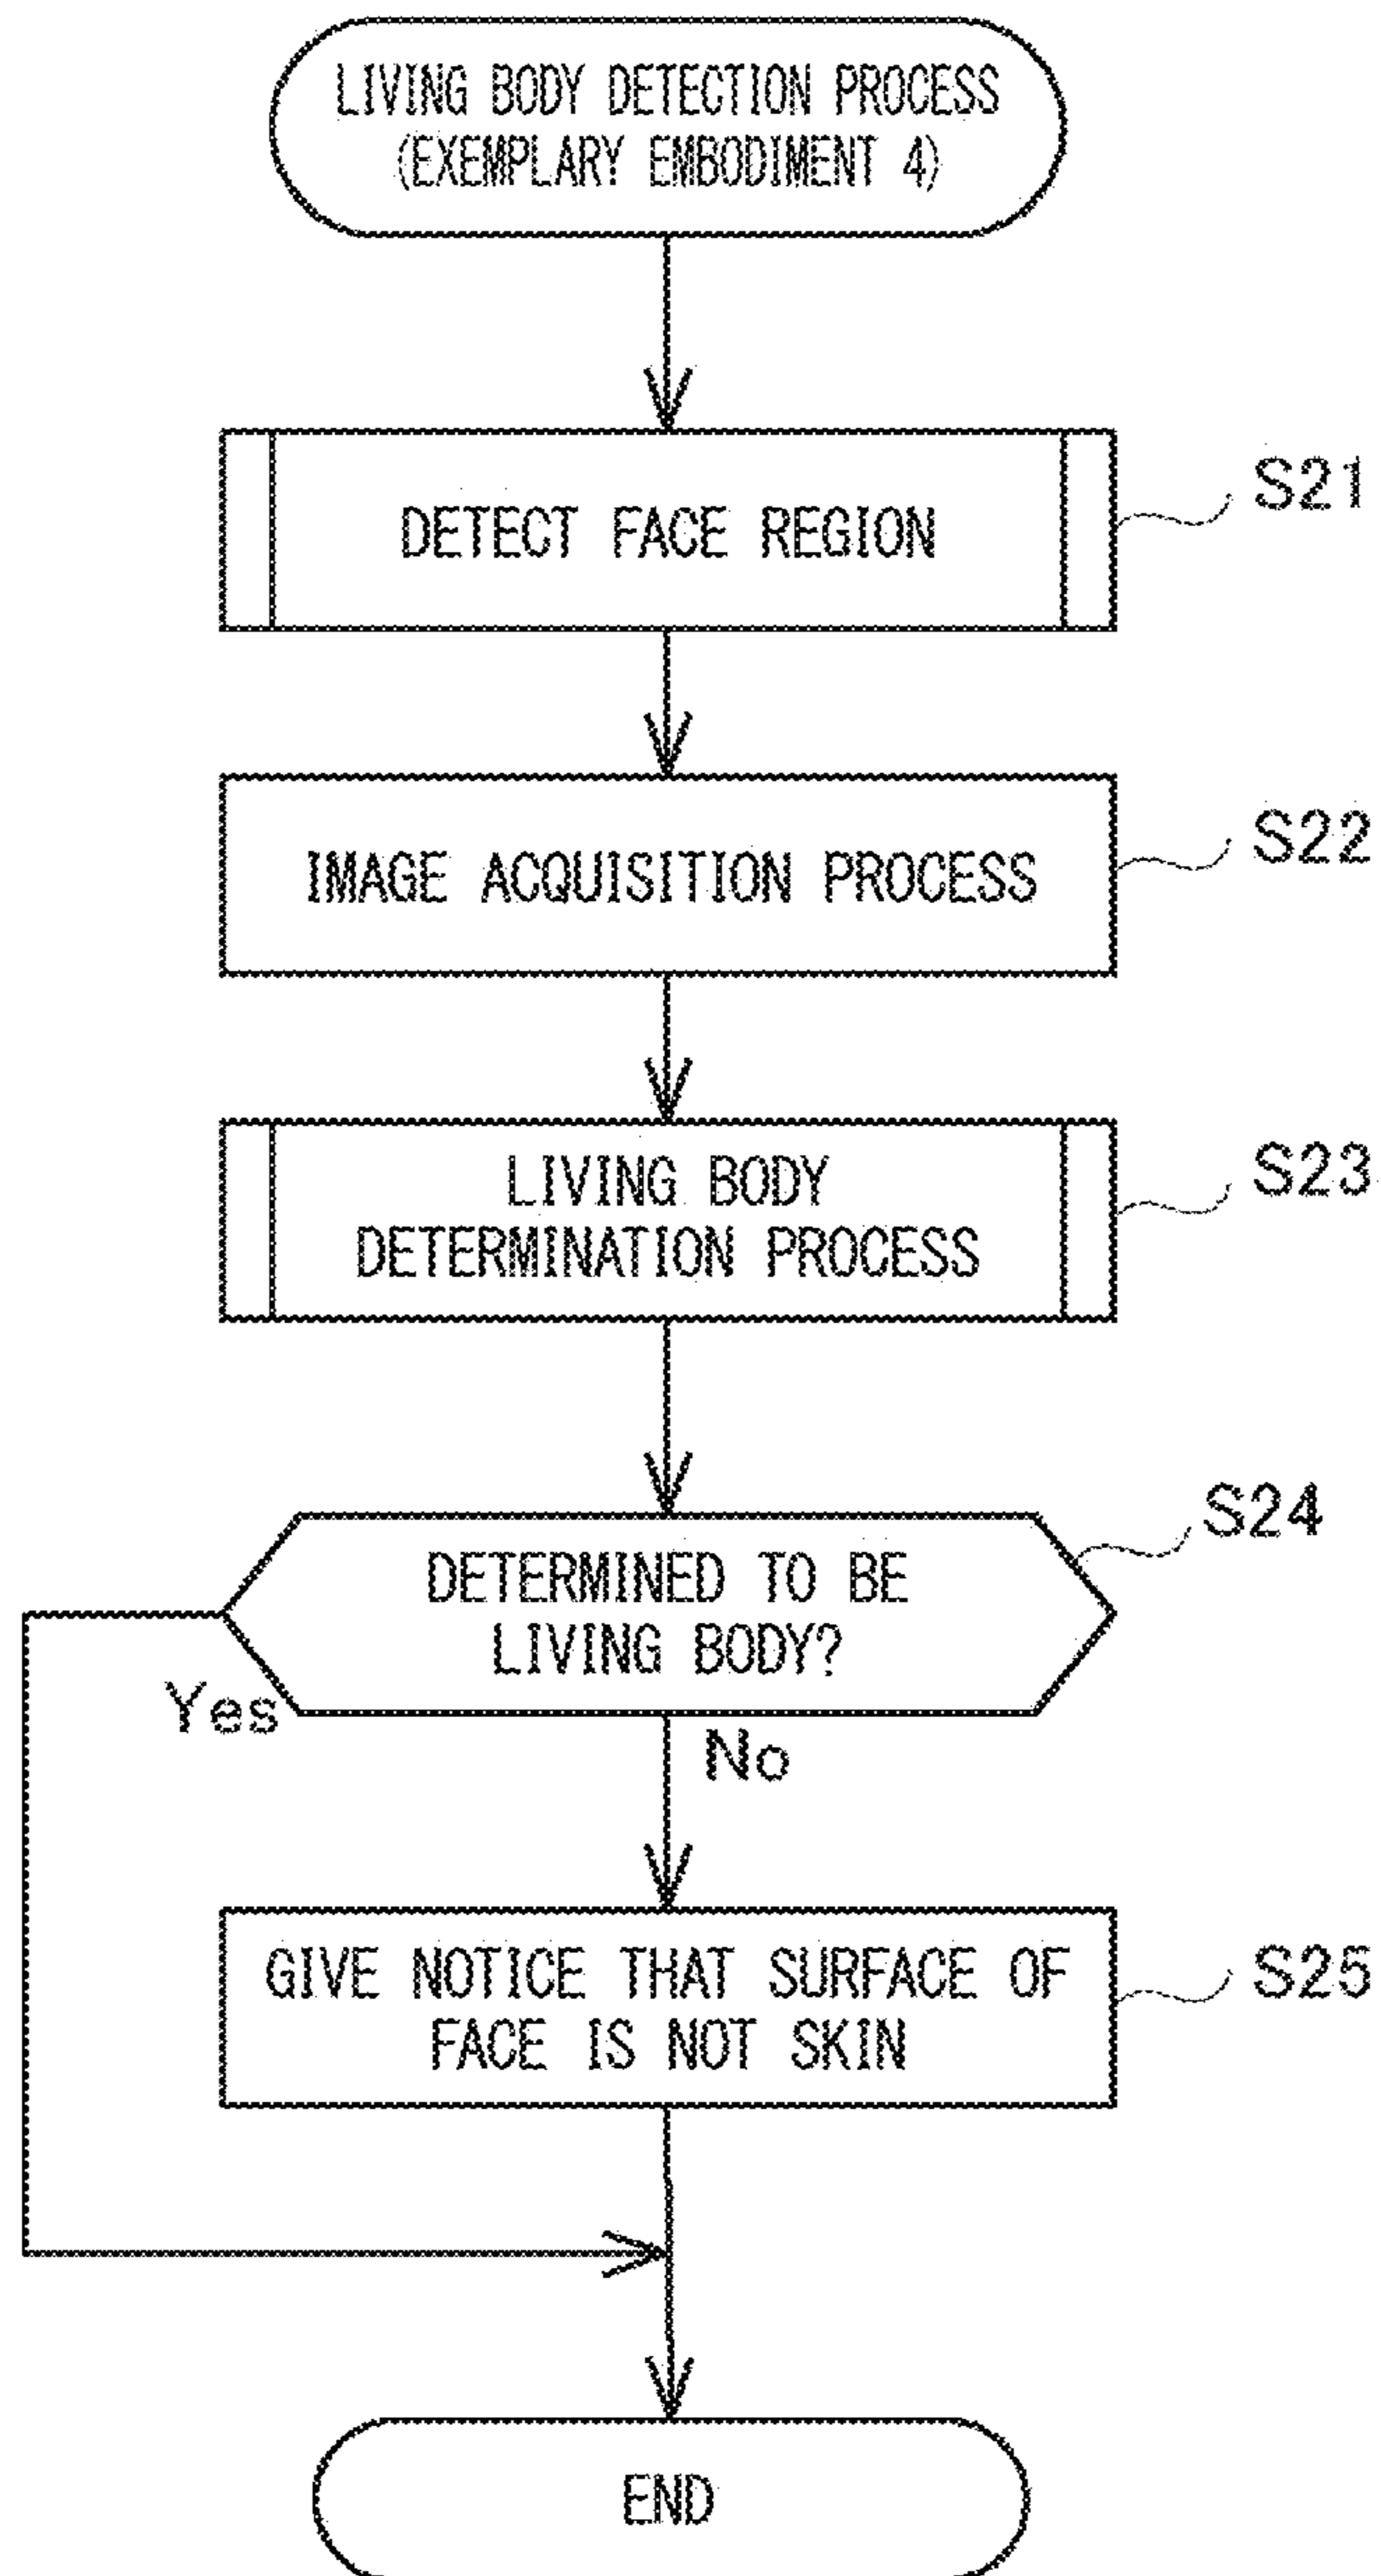 LIVING BODY DETECTION PROCESS
(EXEMPLARY EMBODIMENT 4)
DETECT FACE REGION
S21
IMAGE ACQUISITION PROCESS
S22
LIVING BODY
DETERMINATION PROCESS
S23
DETERMINED TO BE
LIVING BODY?
S24
Yes
No
GIVE NOTICE THAT SURFACE OF
FACE IS NOT SKIN
S25
END